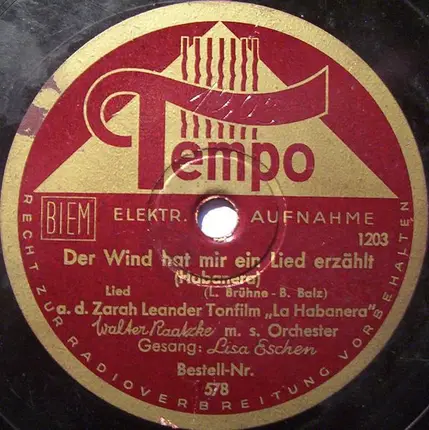 Tempo
BIEM ELEKTR. AUFNAHME
1203
Der Wind hat mir ein Lied erzählt
(Habanera)
Lied (L. Brühne - B. Balz)
a. d. Zarah Leander Tonfilm „La Habanera"
Walter Raatzke m. s. Orchester
Gesang: Lisa Eschen
Bestell-Nr.
578
RECHT ZUR RADIOVERBREITUNG VORBEHALTEN